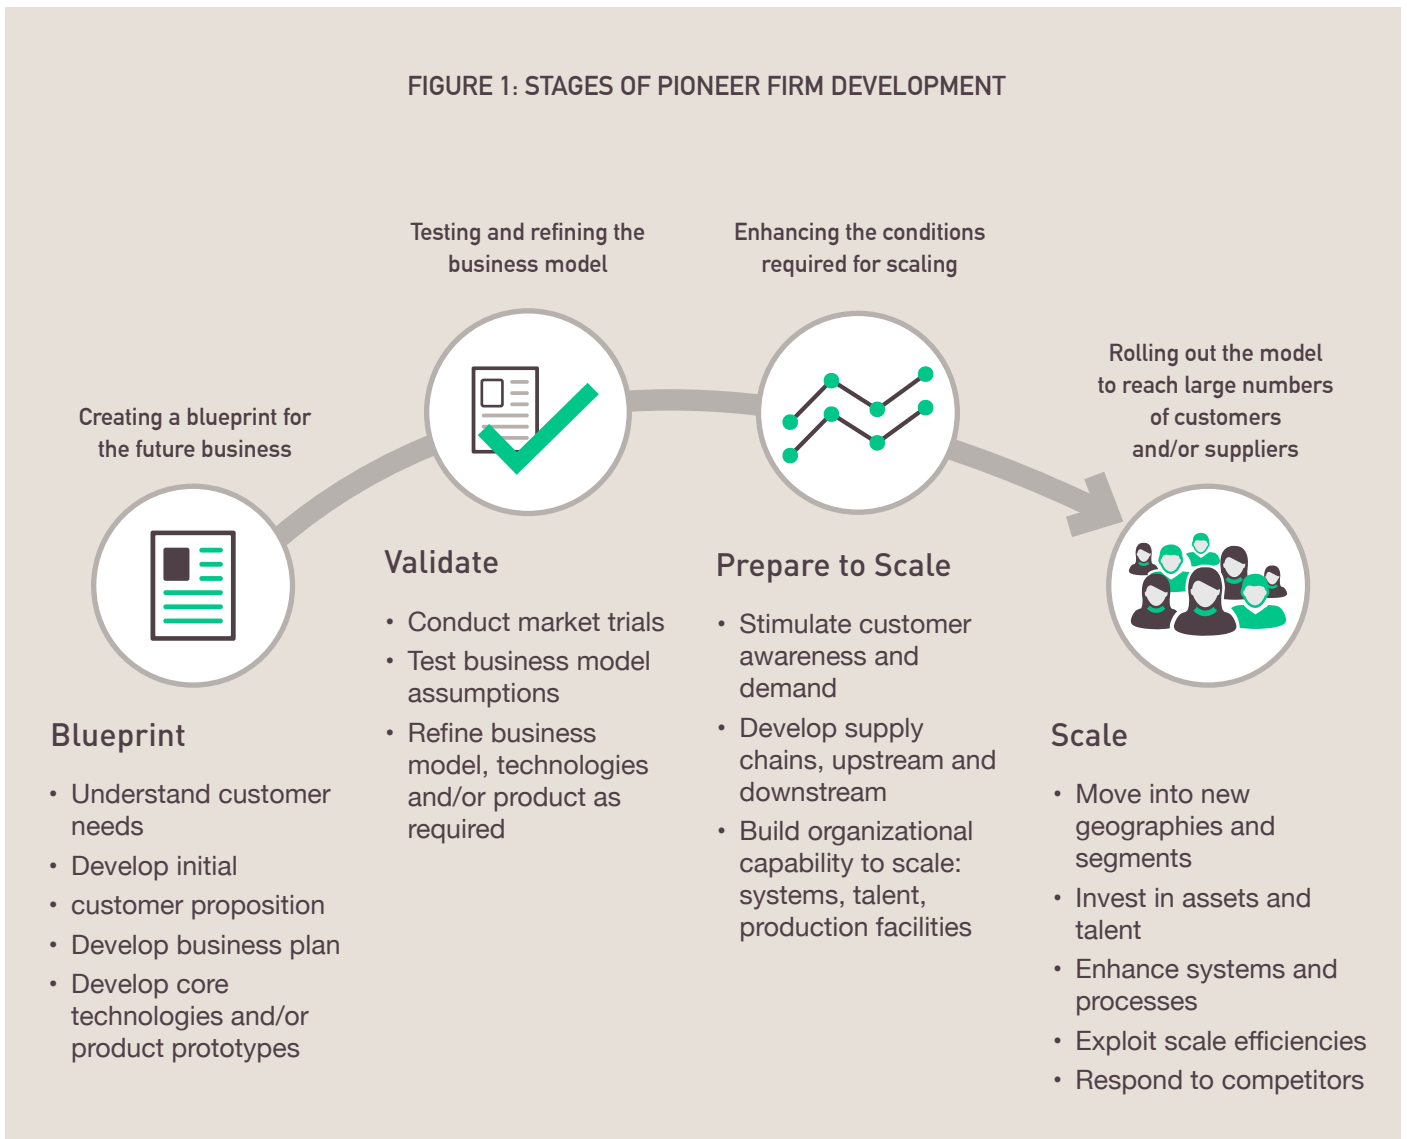 FIGURE 1: STAGES OF PIONEER FIRM DEVELOPMENT
Creating a blueprint for
the future business
Blueprint
• Understand customer
needs
• Develop initial
• customer proposition
• Develop business plan
• Develop core
technologies and/or
product prototypes
Testing and refining the
business model
Validate
• Conduct market trials
• Test business model
assumptions
• Refine business
model, technologies
and/or product as
required
Enhancing the conditions
required for scaling
Prepare to Scale
• Stimulate customer
awareness and
demand
• Develop supply
chains, upstream and
downstream
• Build organizational
capability to scale:
systems, talent,
production facilities
Rolling out the model
to reach large numbers
of customers
and/or suppliers
Scale
• Move into new
geographies and
segments
• Invest in assets and
talent
• Enhance systems and
processes
• Exploit scale efficiencies
• Respond to competitors